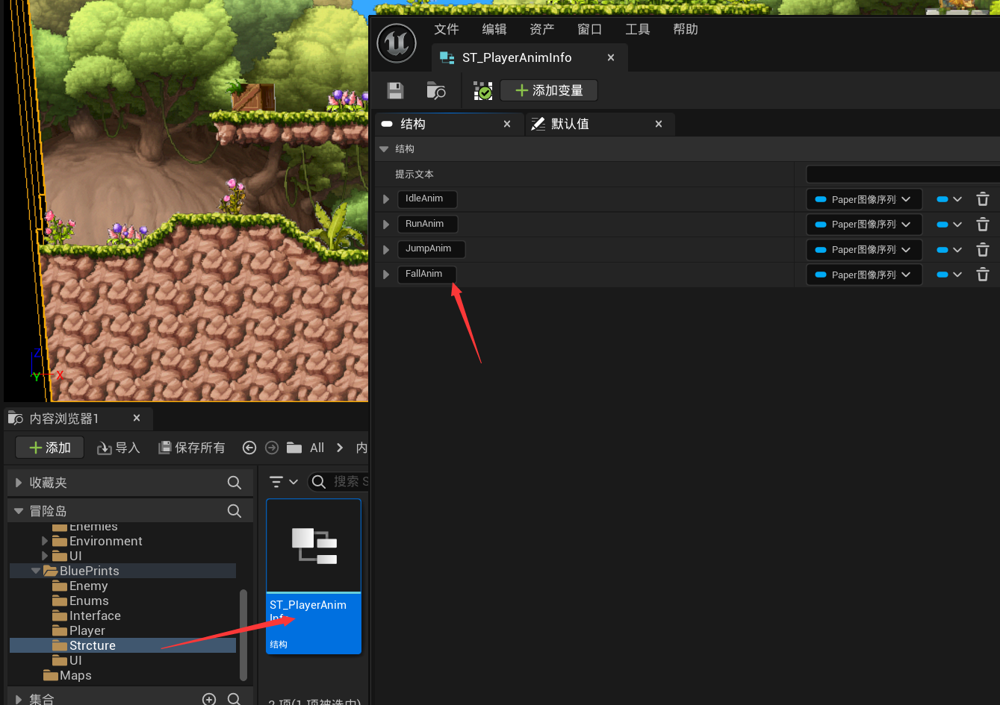 文件 编辑 资产 窗口 工具 帮助
ST_PlayerAnimInfo
添加变量
结构 默认值
结构
提示文本
IdleAnim Paper图像序列
RunAnim Paper图像序列
JumpAnim Paper图像序列
FallAnim Paper图像序列
Z
Y X
内容浏览器1
添加 导入 保存所有 All 内
收藏夹
搜索 S
冒险岛
Enemies
Environment
UI
BluePrints
Enemy
Enums
Interface
Player
Strcture
UI
Maps
集合
ST_PlayerAnim
Info
结构
2 项(1 项被选中)